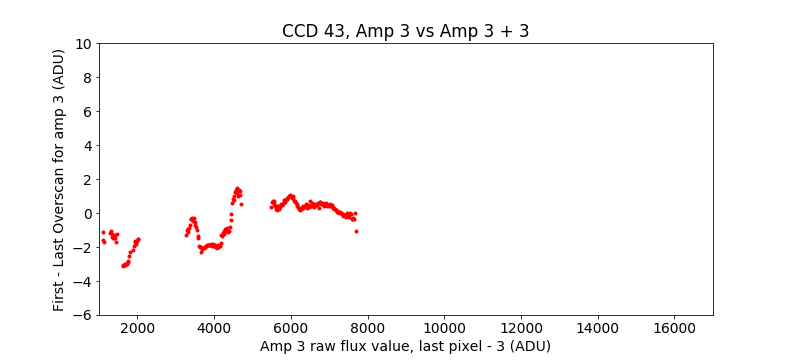 CCD 43, Amp 3 vs Amp 3 + 3
First - Last Overscan for amp 3 (ADU)
10
8
6
4
2
0
−2
−4
−6
2000 4000 6000 8000 10000 12000 14000 16000
Amp 3 raw flux value, last pixel - 3 (ADU)